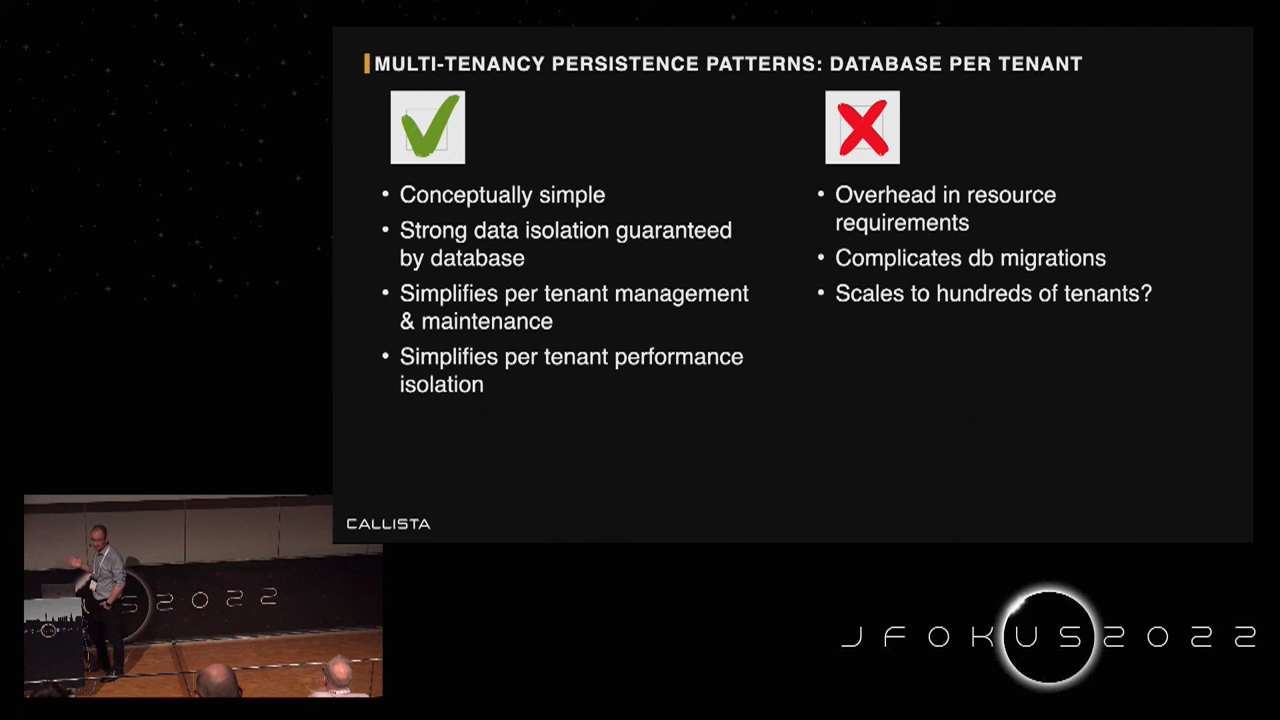 MULTI-TENANCY PERSISTENCE PATTERNS: DATABASE PER TENANT
• Conceptually simple
• Strong data isolation guaranteed
by database
• Simplifies per tenant management
& maintenance
• Simplifies per tenant performance
isolation
• Overhead in resource
requirements
• Complicates db migrations
• Scales to hundreds of tenants?
CALLISTA
US2022
JFOKUS2022